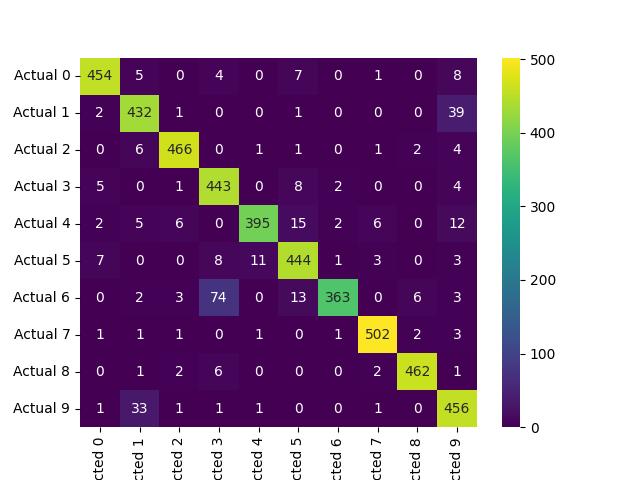 Actual 0 454 5 0 4 0 7 0 1 0 8
Actual 1 2 432 1 0 0 1 0 0 0 39
Actual 2 0 6 466 0 1 1 0 1 2 4
Actual 3 5 0 1 443 0 8 2 0 0 4
Actual 4 2 5 6 0 395 15 2 6 0 12
Actual 5 7 0 0 8 11 444 1 3 0 3
Actual 6 0 2 3 74 0 13 363 0 6 3
Actual 7 1 1 1 0 1 0 1 502 2 3
Actual 8 0 1 2 6 0 0 0 2 462 1
Actual 9 1 33 1 1 1 0 0 1 0 456
cted 0
cted 1
cted 2
cted 3
cted 4
cted 5
cted 6
cted 7
cted 8
cted 9
500
400
300
200
100
0